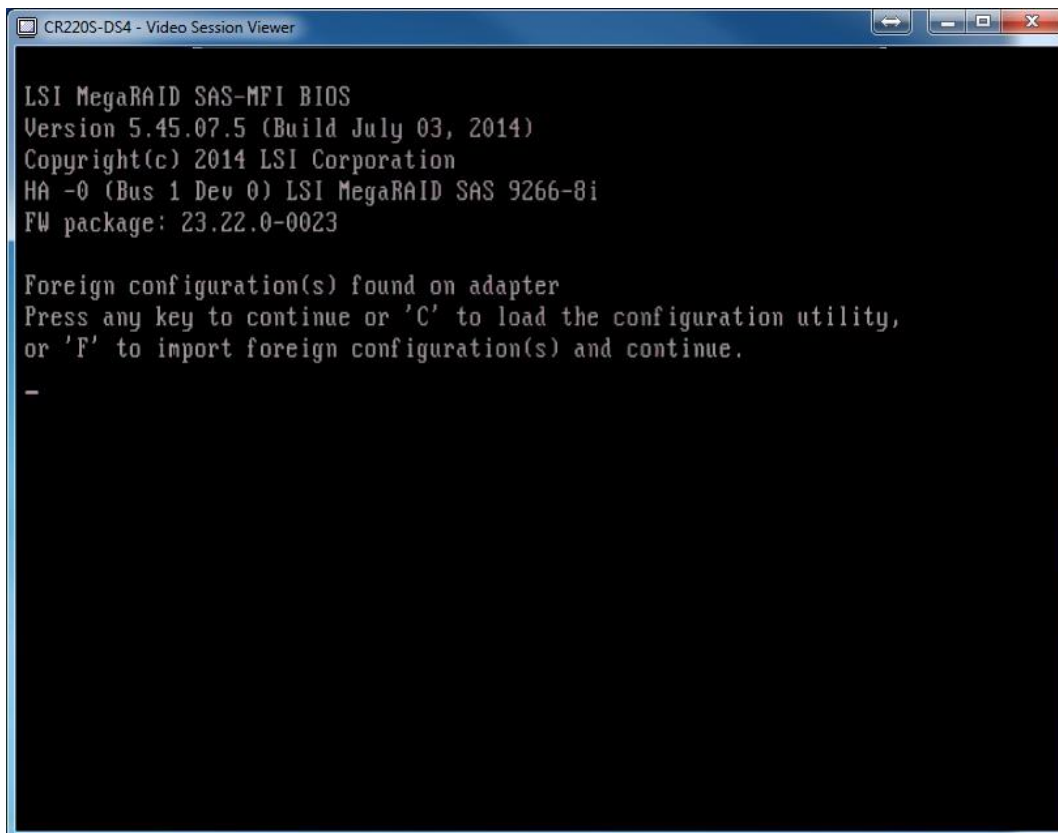 CR220S-DS4 - Video Session Viewer
LSI MegaRAID SAS-MFI BIOS
Version 5.45.07.5 (Build July 03, 2014)
Copyright(c) 2014 LSI Corporation
HA -0 (Bus 1 Dev 0) LSI MegaRAID SAS 9266-8i
FW package: 23.22.0-0023
Foreign configuration(s) found on adapter
Press any key to continue or 'C' to load the configuration utility,
or 'F' to import foreign configuration(s) and continue.